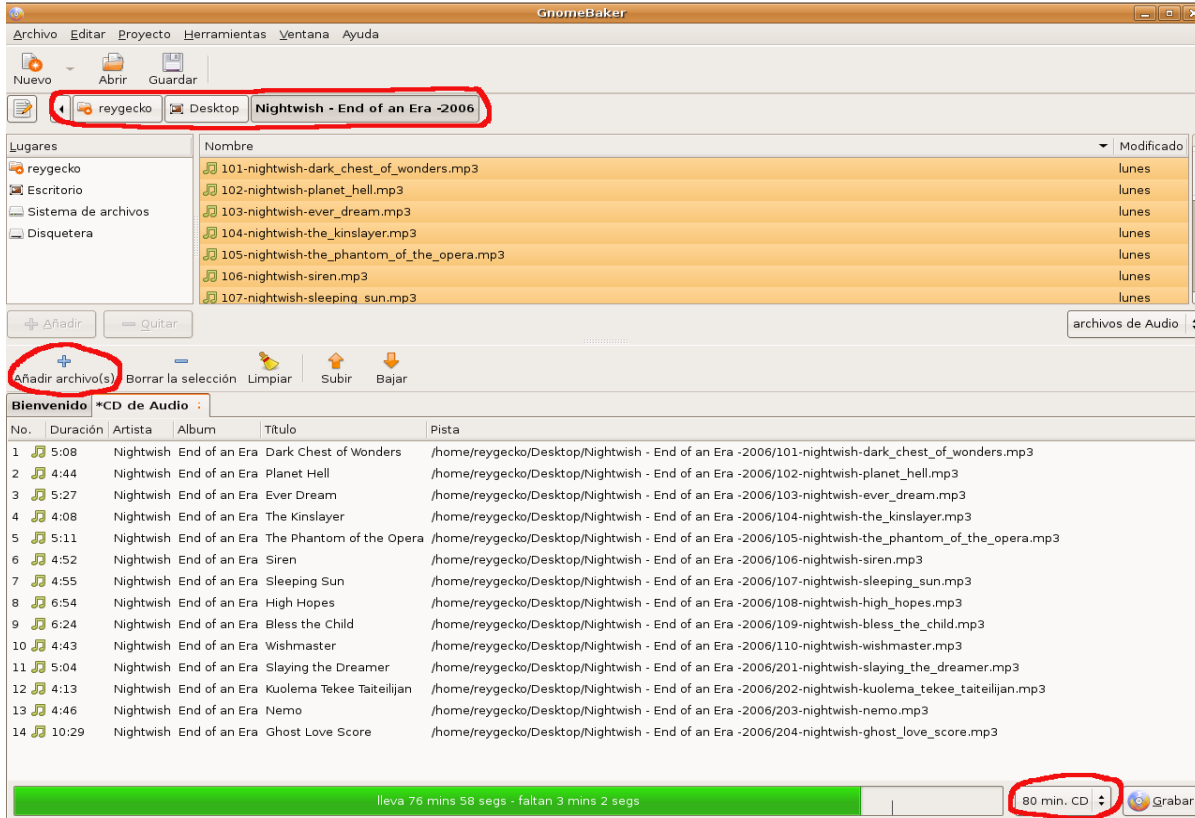 GnomeBaker
Archivo Editar Proyecto Herramientas Ventana Ayuda
Nuevo Abrir Guardar
reygecko Desktop Nightwish - End of an Era -2006
Lugares
reygecko
Escritorio
Sistema de archivos
Disquetera
Nombre Modificado
101-nightwish-dark_chest_of_wonders.mp3 lunes
102-nightwish-planet_hell.mp3 lunes
103-nightwish-ever_dream.mp3 lunes
104-nightwish-the_kinslayer.mp3 lunes
105-nightwish-the_phantom_of_the_opera.mp3 lunes
106-nightwish-siren.mp3 lunes
107-nightwish-sleeping_sun.mp3 lunes
Añadir Quitar archivos de Audio
Añadir archivo(s) Borrar la selección Limpiar Subir Bajar
Bienvenido *CD de Audio
No. Duración Artista Album Título Pista
1 5:08 Nightwish End of an Era Dark Chest of Wonders /home/reygecko/Desktop/Nightwish - End of an Era -2006/101-nightwish-dark_chest_of_wonders.mp3
2 4:44 Nightwish End of an Era Planet Hell /home/reygecko/Desktop/Nightwish - End of an Era -2006/102-nightwish-planet_hell.mp3
3 5:27 Nightwish End of an Era Ever Dream /home/reygecko/Desktop/Nightwish - End of an Era -2006/103-nightwish-ever_dream.mp3
4 4:08 Nightwish End of an Era The Kinslayer /home/reygecko/Desktop/Nightwish - End of an Era -2006/104-nightwish-the_kinslayer.mp3
5 5:11 Nightwish End of an Era The Phantom of the Opera /home/reygecko/Desktop/Nightwish - End of an Era -2006/105-nightwish-the_phantom_of_the_opera.mp3
6 4:52 Nightwish End of an Era Siren /home/reygecko/Desktop/Nightwish - End of an Era -2006/106-nightwish-siren.mp3
7 4:55 Nightwish End of an Era Sleeping Sun /home/reygecko/Desktop/Nightwish - End of an Era -2006/107-nightwish-sleeping_sun.mp3
8 6:54 Nightwish End of an Era High Hopes /home/reygecko/Desktop/Nightwish - End of an Era -2006/108-nightwish-high_hopes.mp3
9 6:24 Nightwish End of an Era Bless the Child /home/reygecko/Desktop/Nightwish - End of an Era -2006/109-nightwish-bless_the_child.mp3
10 4:43 Nightwish End of an Era Wishmaster /home/reygecko/Desktop/Nightwish - End of an Era -2006/110-nightwish-wishmaster.mp3
11 5:04 Nightwish End of an Era Slaying the Dreamer /home/reygecko/Desktop/Nightwish - End of an Era -2006/201-nightwish-slaying_the_dreamer.mp3
12 4:13 Nightwish End of an Era Kuolema Tekee Taiteilijan /home/reygecko/Desktop/Nightwish - End of an Era -2006/202-nightwish-kuolema_tekee_taiteilijan.mp3
13 4:46 Nightwish End of an Era Nemo /home/reygecko/Desktop/Nightwish - End of an Era -2006/203-nightwish-nemo.mp3
14 10:29 Nightwish End of an Era Ghost Love Score /home/reygecko/Desktop/Nightwish - End of an Era -2006/204-nightwish-ghost_love_score.mp3
lleva 76 mins 58 segs - faltan 3 mins 2 segs 80 min. CD Grabar